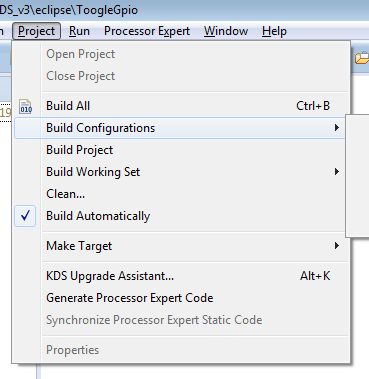 DS_v3\eclipse\ToogleGpio
n Project Run Processor Expert Window Help
Open Project
Close Project
19
010 Build All Ctrl+B
Build Configurations
Build Project
Build Working Set
Clean...
Build Automatically
Make Target
KDS Upgrade Assistant... Alt+K
Generate Processor Expert Code
Synchronize Processor Expert Static Code
Properties